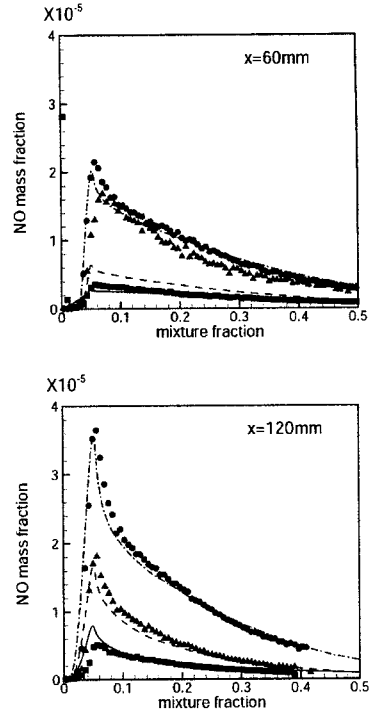 X10-5
4
x=60mm
3
NO mass fraction
2
1
0
0 0.1 0.2 0.3 0.4 0.5
mixture fraction
X10-5
4
x=120mm
3
NO mass fraction
2
1
0
0 0.1 0.2 0.3 0.4 0.5
mixture fraction